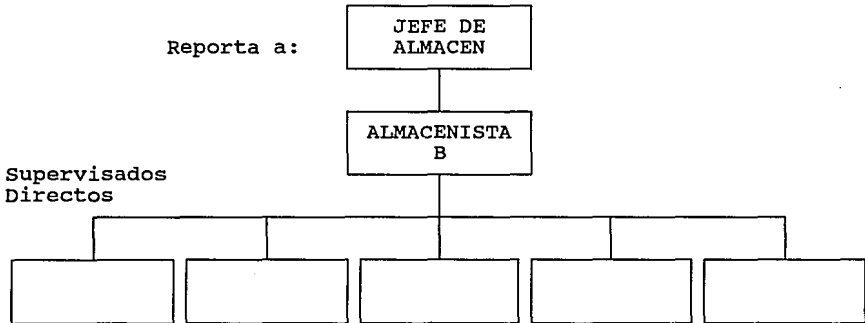 JEFE DE
ALMACEN
Reporta a:
ALMACENISTA
B
Supervisados
Directos